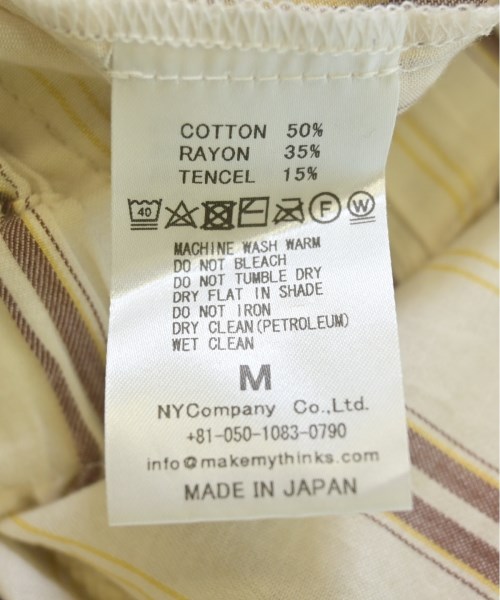 COTTON 50%
RAYON 35%
TENCEL 15%
40 F W
MACHINE WASH WARM
DO NOT BLEACH
DO NOT TUMBLE DRY
DRY FLAT IN SHADE
DO NOT IRON
DRY CLEAN(PETROLEUM)
WET CLEAN
M
NYCompany Co.,Ltd.
+81-050-1083-0790
info@makemythinks.com
MADE IN JAPAN